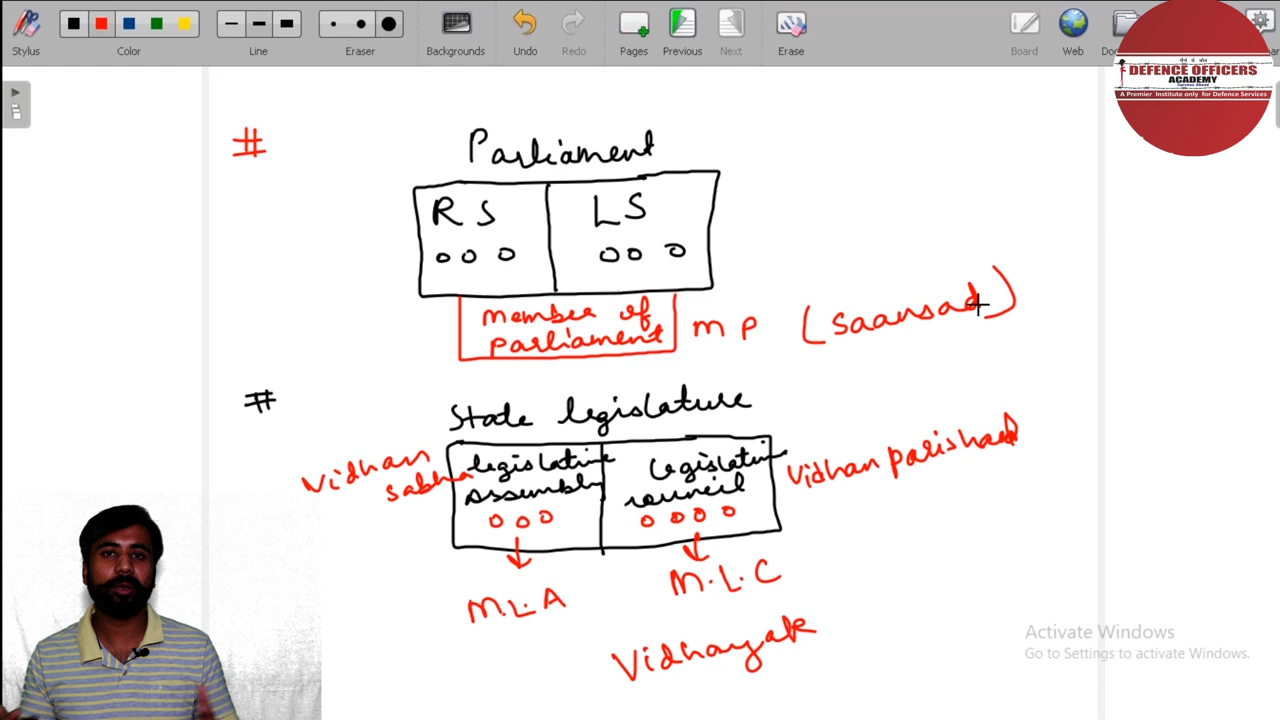 Stylus
Color
Line
Eraser
Backgrounds
Undo
Redo
Pages
Previous
Next
Erase
Board
Web
DEFENCE OFFICERS
ACADEMY
Success Ahead
A Premier Institute only for Defence Services
# Parliament
RS LS
member of
parliament
MP (saansad)
# State legislature
Vidhan
sabha
legislative
assembly
legislative
council
Vidhan parishad
M.L.A
M.L.C
Vidhayak
Activate Windows
Go to Settings to activate Windows.